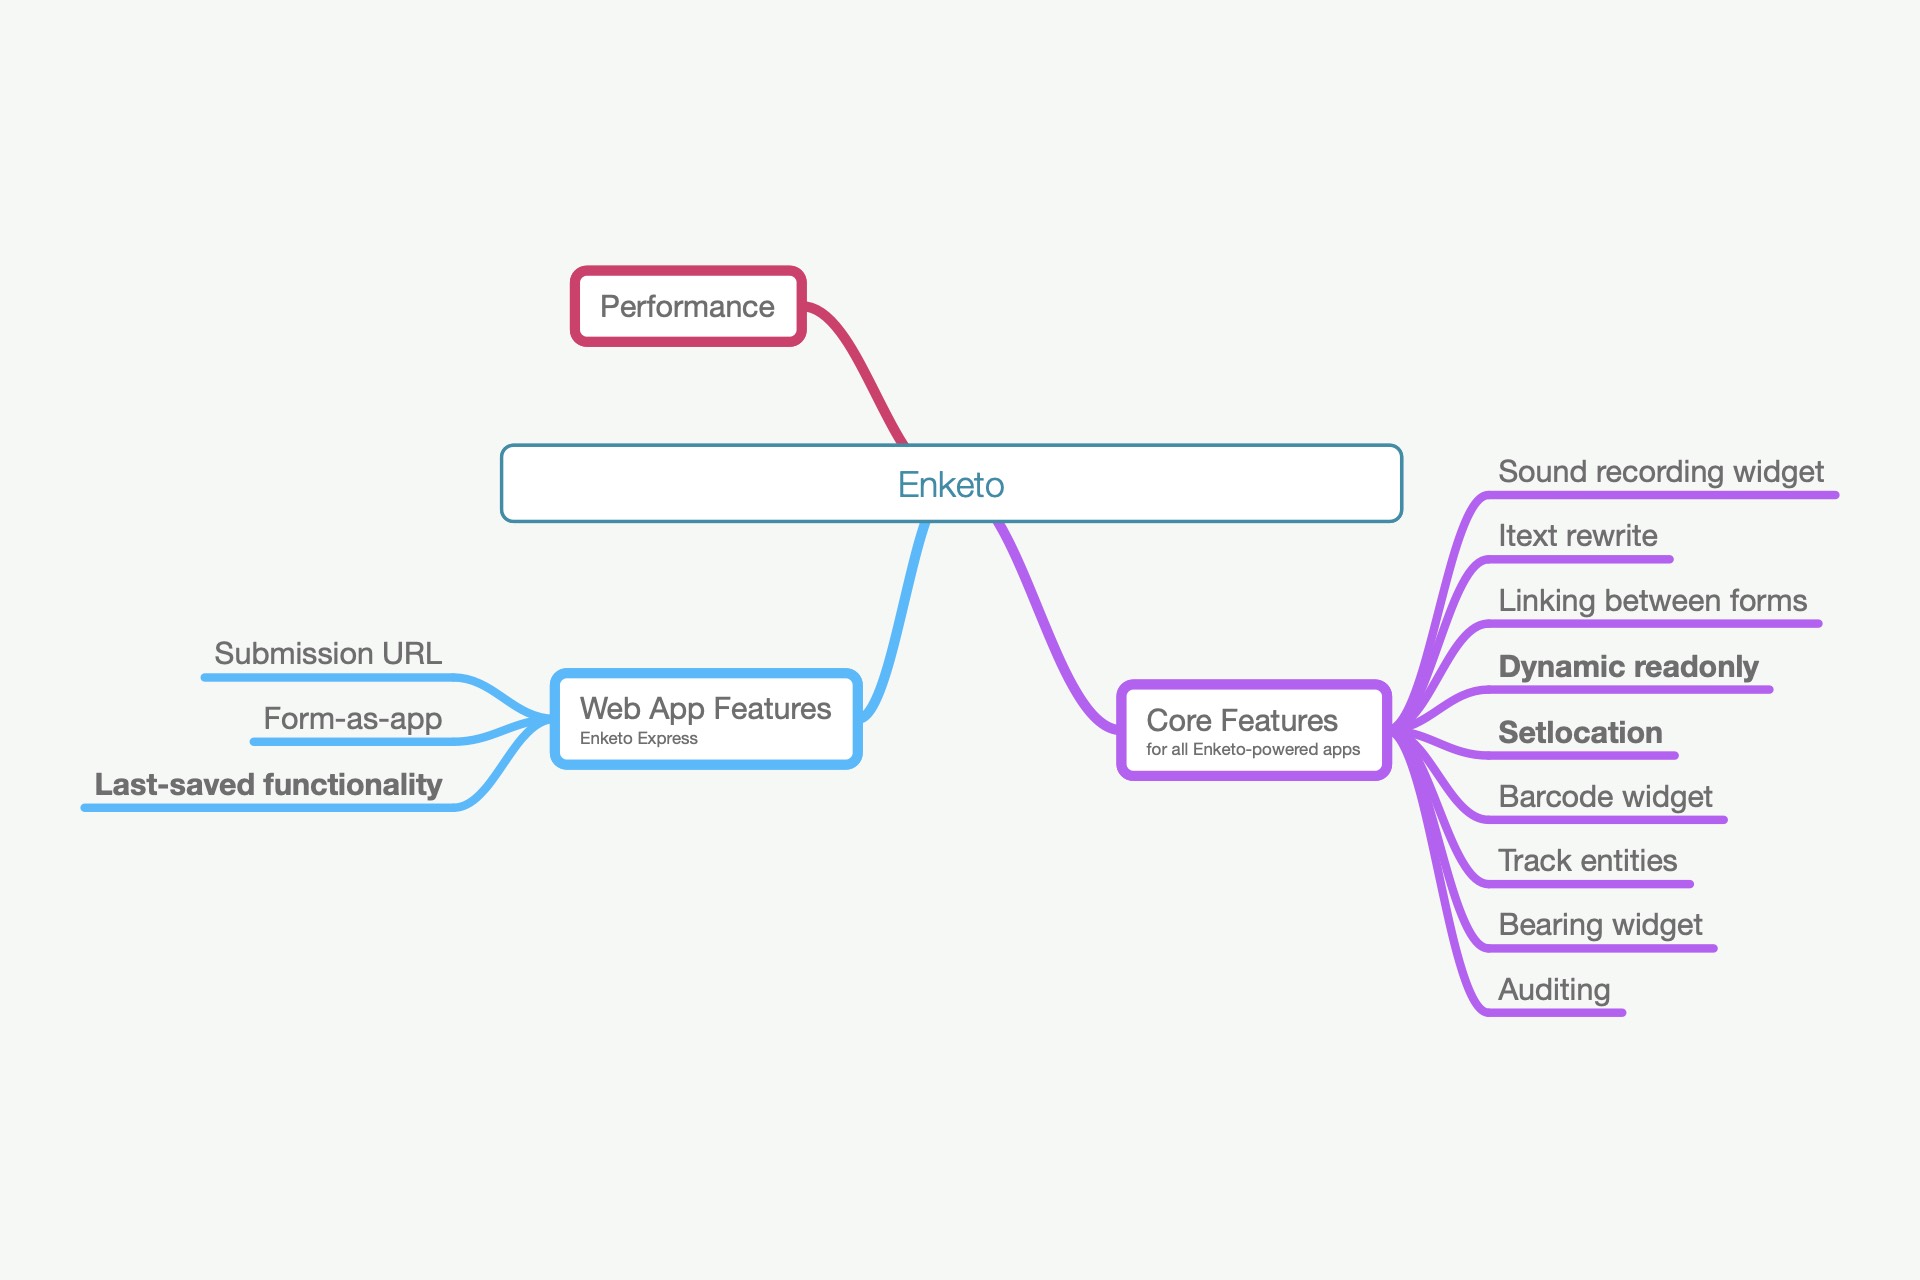 Performance
Enketo
Submission URL
Form-as-app
Last-saved functionality
Web App Features
Enketo Express
Core Features
for all Enketo-powered apps
Sound recording widget
Itext rewrite
Linking between forms
Dynamic readonly
Setlocation
Barcode widget
Track entities
Bearing widget
Auditing